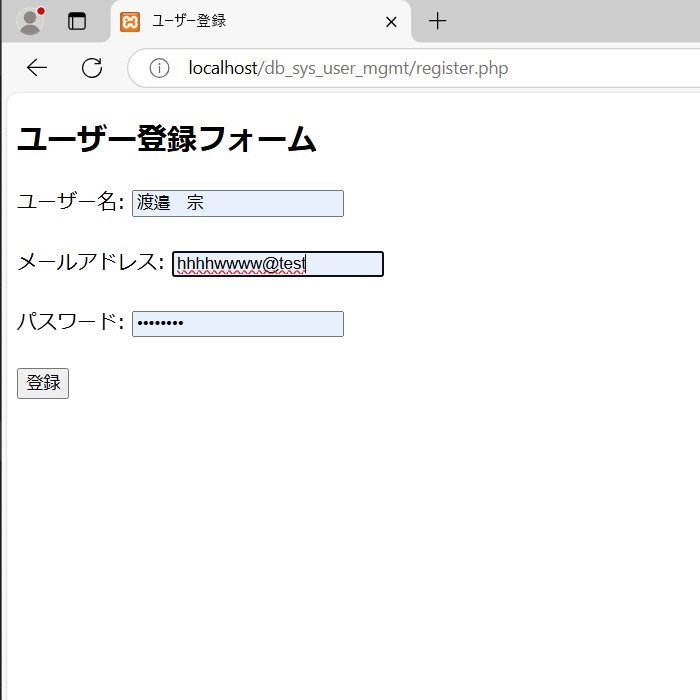 ユーザー登録
localhost/db_sys_user_mgmt/register.php
ユーザー登録フォーム
ユーザー名: 渡邉　宗
メールアドレス: hhhhwwww@test
パスワード: ••••••••
登録